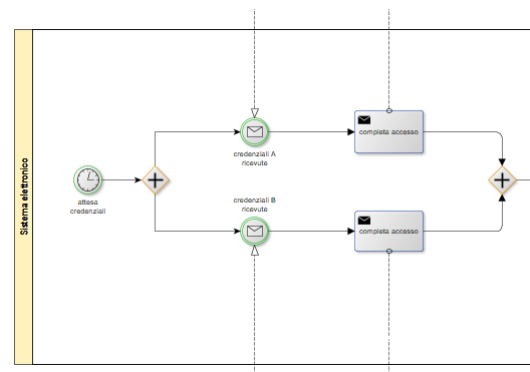 Sistema elettronico
attesa
credenziali
credenziali A
ricevute
completa accesso
credenziali B
ricevute
completa accesso